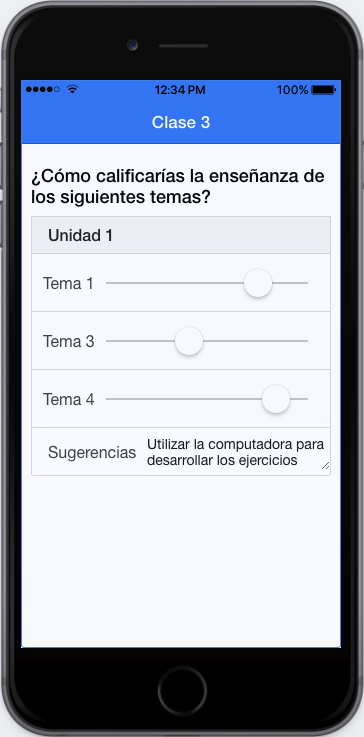 12:34 PM 100%
Clase 3
¿Cómo calificarías la enseñanza de
los siguientes temas?
Unidad 1
Tema 1
Tema 3
Tema 4
Sugerencias
Utilizar la computadora para
desarrollar los ejercicios